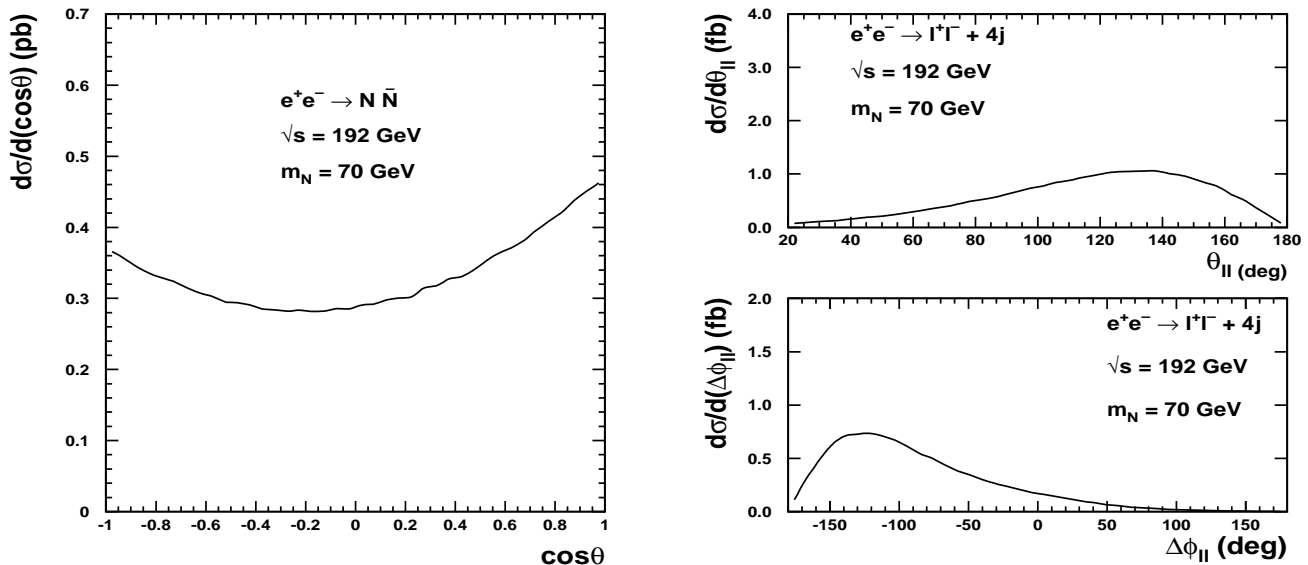 dσ/d(cosθ) (pb)
0.7
0.6
0.5
0.4
0.3
0.2
0.1
0
e⁺e⁻ → N N̄
√s = 192 GeV
m_N = 70 GeV
-1 -0.8 -0.6 -0.4 -0.2 0 0.2 0.4 0.6 0.8 1
cosθ
dσ/dθ_ll (fb)
4.0
3.0
2.0
1.0
0.0
e⁺e⁻ → l⁺l⁻ + 4j
√s = 192 GeV
m_N = 70 GeV
20 40 60 80 100 120 140 160 180
θ_ll (deg)
dσ/d(Δϕ_ll) (fb)
2.0
1.5
1.0
0.5
0.0
e⁺e⁻ → l⁺l⁻ + 4j
√s = 192 GeV
m_N = 70 GeV
-150 -100 -50 0 50 100 150
Δϕ_ll (deg)